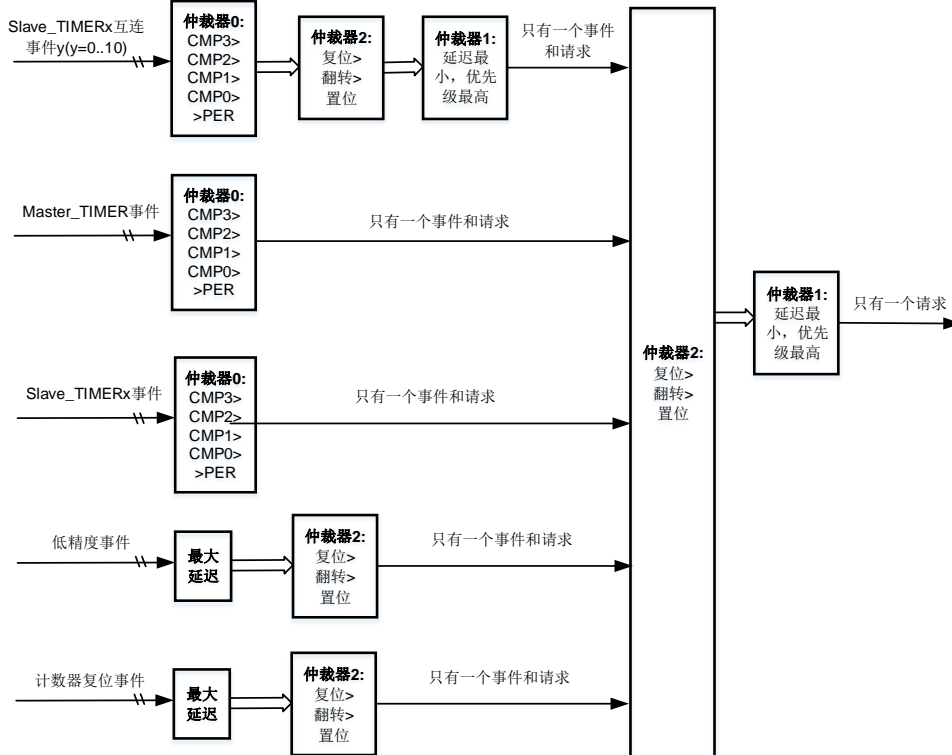 Slave_TIMERx互连
事件y(y=0..10)
仲裁器0:
CMP3>
CMP2>
CMP1>
CMP0>
>PER
仲裁器2:
复位>
翻转>
置位
仲裁器1:
延迟最
小，优先
级最高
只有一个事件
和请求
Master_TIMER事件
仲裁器0:
CMP3>
CMP2>
CMP1>
CMP0>
>PER
只有一个事件和请求
Slave_TIMERx事件
仲裁器0:
CMP3>
CMP2>
CMP1>
CMP0>
>PER
只有一个事件和请求
低精度事件
最大
延迟
仲裁器2:
复位>
翻转>
置位
只有一个事件和请求
计数器复位事件
最大
延迟
仲裁器2:
复位>
翻转>
置位
只有一个事件和请求
仲裁器2:
复位>
翻转>
置位
仲裁器1:
延迟最
小，优先
级最高
只有一个请求